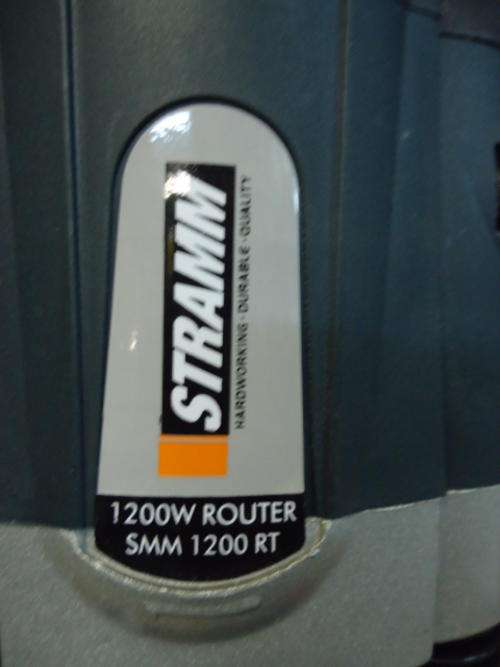 STRAMM
HARDWORKING·DURABLE·QUALITY
1200W ROUTER
SMM 1200 RT